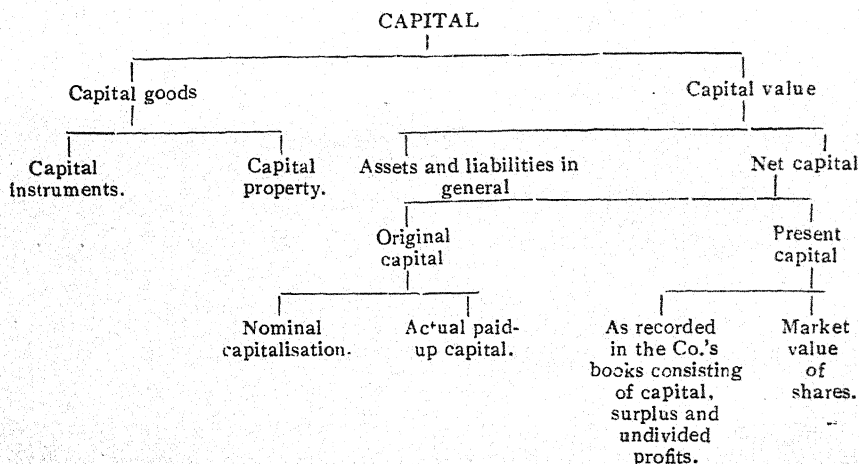 CAPITAL
Capital goods
Capital value
Capital
instruments.
Capital
property.
Assets and liabilities in
general
Net capital
Original
capital
Present
capital
Nominal
capitalisation.
Actual paid-
up capital.
As recorded
in the Co.'s
books consisting
of capital,
surplus and
undivided
profits.
Market
value
of
shares.